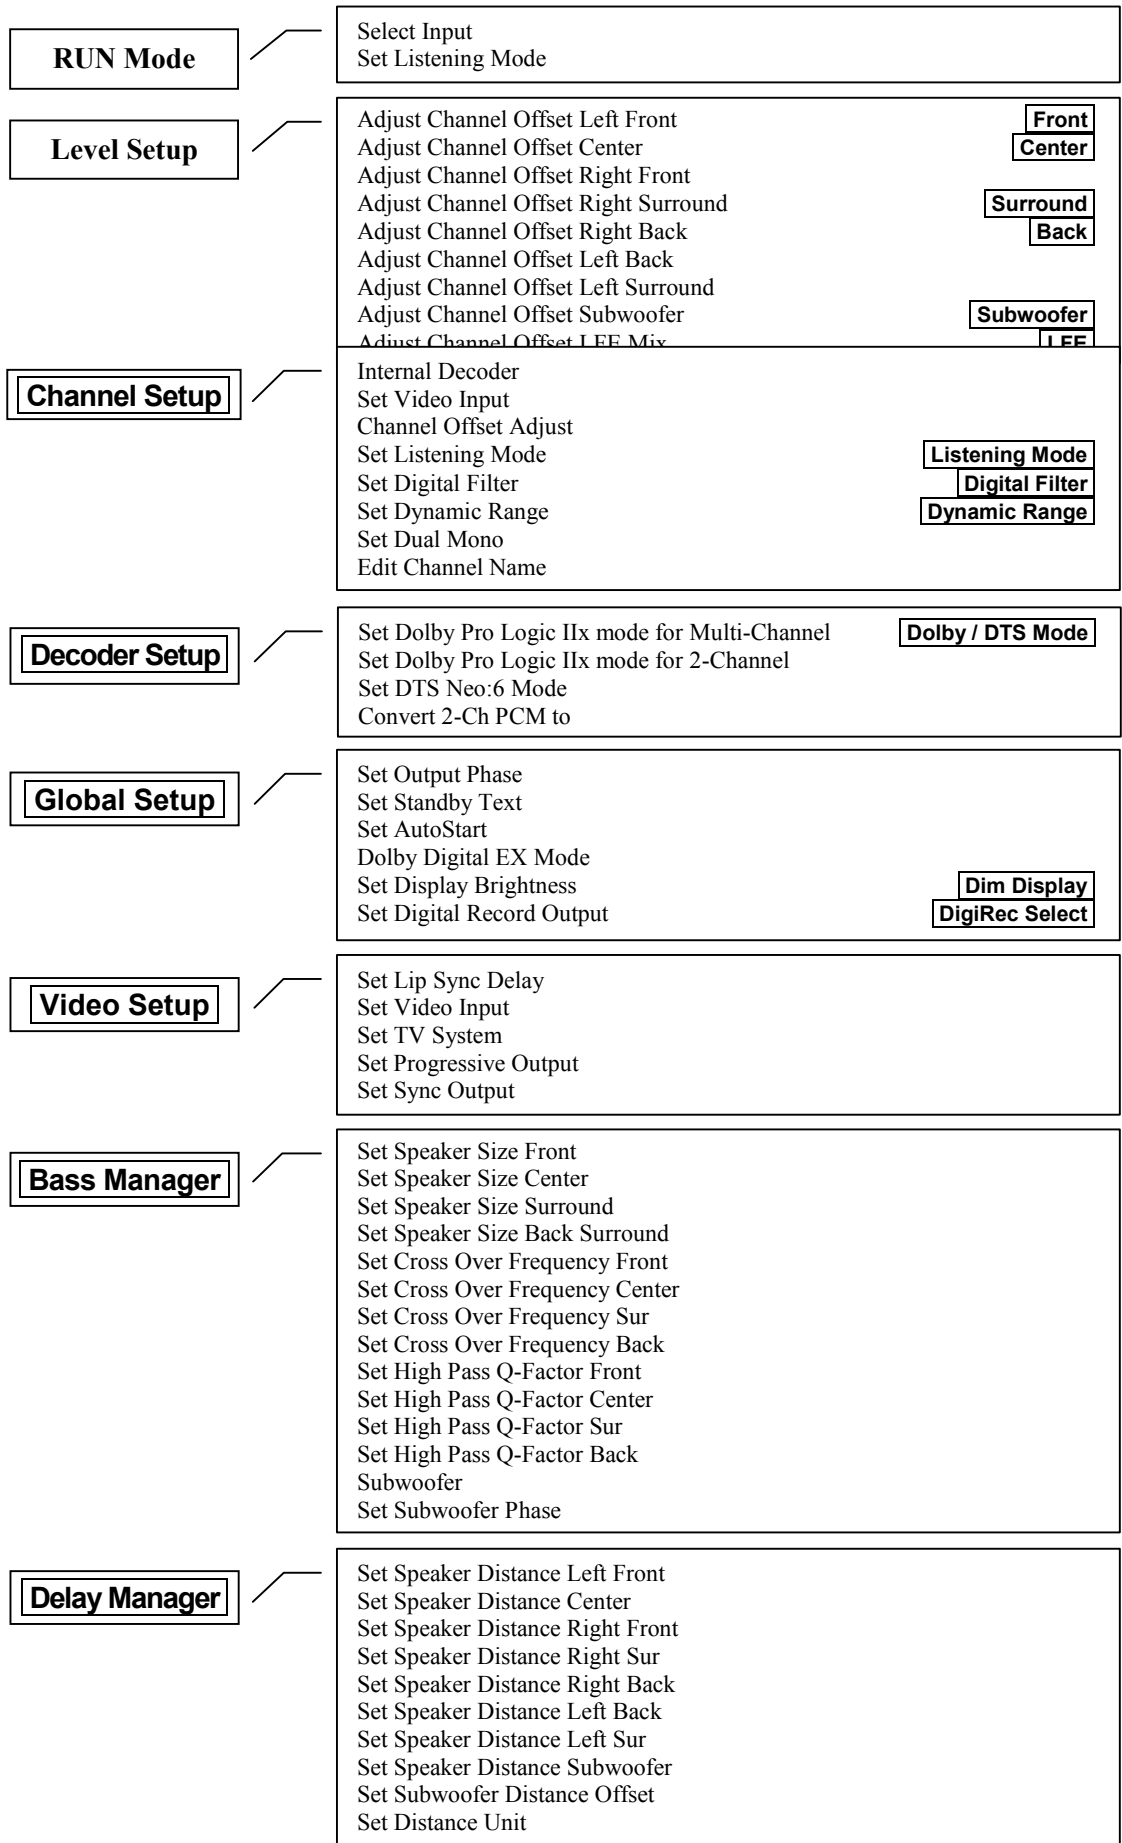 RUN Mode
Select Input
Set Listening Mode
Level Setup
Adjust Channel Offset Left Front Front
Adjust Channel Offset Center Center
Adjust Channel Offset Right Front
Adjust Channel Offset Right Surround Surround
Adjust Channel Offset Right Back Back
Adjust Channel Offset Left Back
Adjust Channel Offset Left Surround
Adjust Channel Offset Subwoofer Subwoofer
Adjust Channel Offset LFE Mix LFE
Channel Setup
Internal Decoder
Set Video Input
Channel Offset Adjust
Set Listening Mode Listening Mode
Set Digital Filter Digital Filter
Set Dynamic Range Dynamic Range
Set Dual Mono
Edit Channel Name
Decoder Setup
Set Dolby Pro Logic IIx mode for Multi-Channel Dolby / DTS Mode
Set Dolby Pro Logic IIx mode for 2-Channel
Set DTS Neo:6 Mode
Convert 2-Ch PCM to
Global Setup
Set Output Phase
Set Standby Text
Set AutoStart
Dolby Digital EX Mode
Set Display Brightness Dim Display
Set Digital Record Output DigiRec Select
Video Setup
Set Lip Sync Delay
Set Video Input
Set TV System
Set Progressive Output
Set Sync Output
Bass Manager
Set Speaker Size Front
Set Speaker Size Center
Set Speaker Size Surround
Set Speaker Size Back Surround
Set Cross Over Frequency Front
Set Cross Over Frequency Center
Set Cross Over Frequency Sur
Set Cross Over Frequency Back
Set High Pass Q-Factor Front
Set High Pass Q-Factor Center
Set High Pass Q-Factor Sur
Set High Pass Q-Factor Back
Subwoofer
Set Subwoofer Phase
Delay Manager
Set Speaker Distance Left Front
Set Speaker Distance Center
Set Speaker Distance Right Front
Set Speaker Distance Right Sur
Set Speaker Distance Right Back
Set Speaker Distance Left Back
Set Speaker Distance Left Sur
Set Speaker Distance Subwoofer
Set Subwoofer Distance Offset
Set Distance Unit